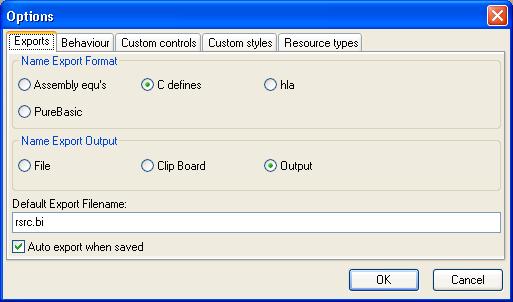 Options
Exports Behaviour Custom controls Custom styles Resource types
Name Export Format
Assembly equ's C defines hla
PureBasic
Name Export Output
File Clip Board Output
Default Export Filename:
rsrc.bi
Auto export when saved
OK Cancel